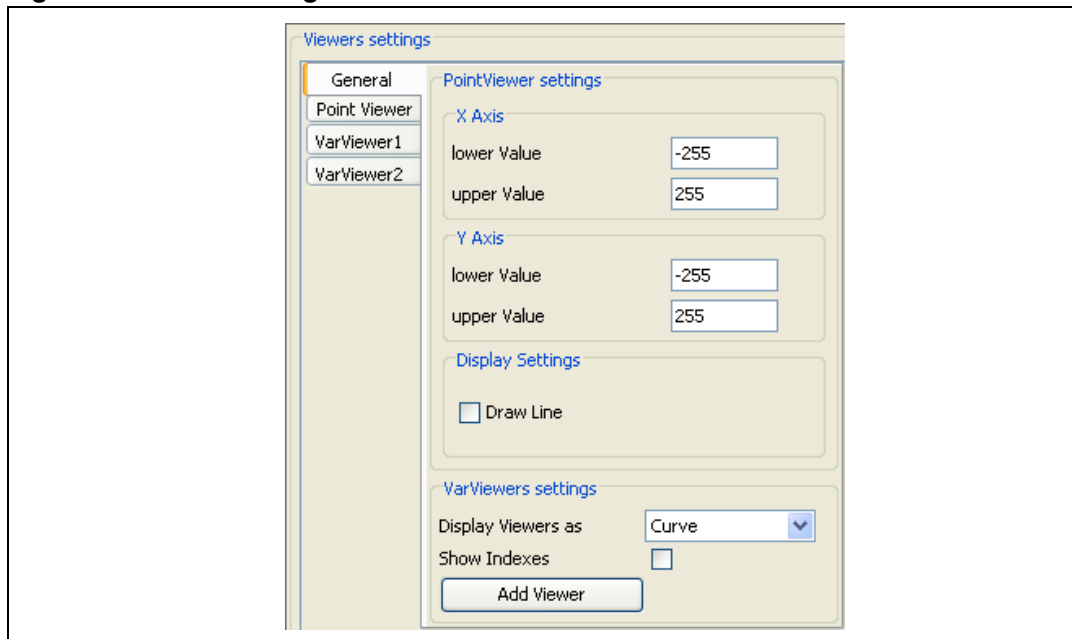 Viewers settings
General
Point Viewer
VarViewer1
VarViewer2
PointViewer settings
X Axis
lower Value -255
upper Value 255
Y Axis
lower Value -255
upper Value 255
Display Settings
Draw Line
VarViewers settings
Display Viewers as Curve
Show Indexes
Add Viewer